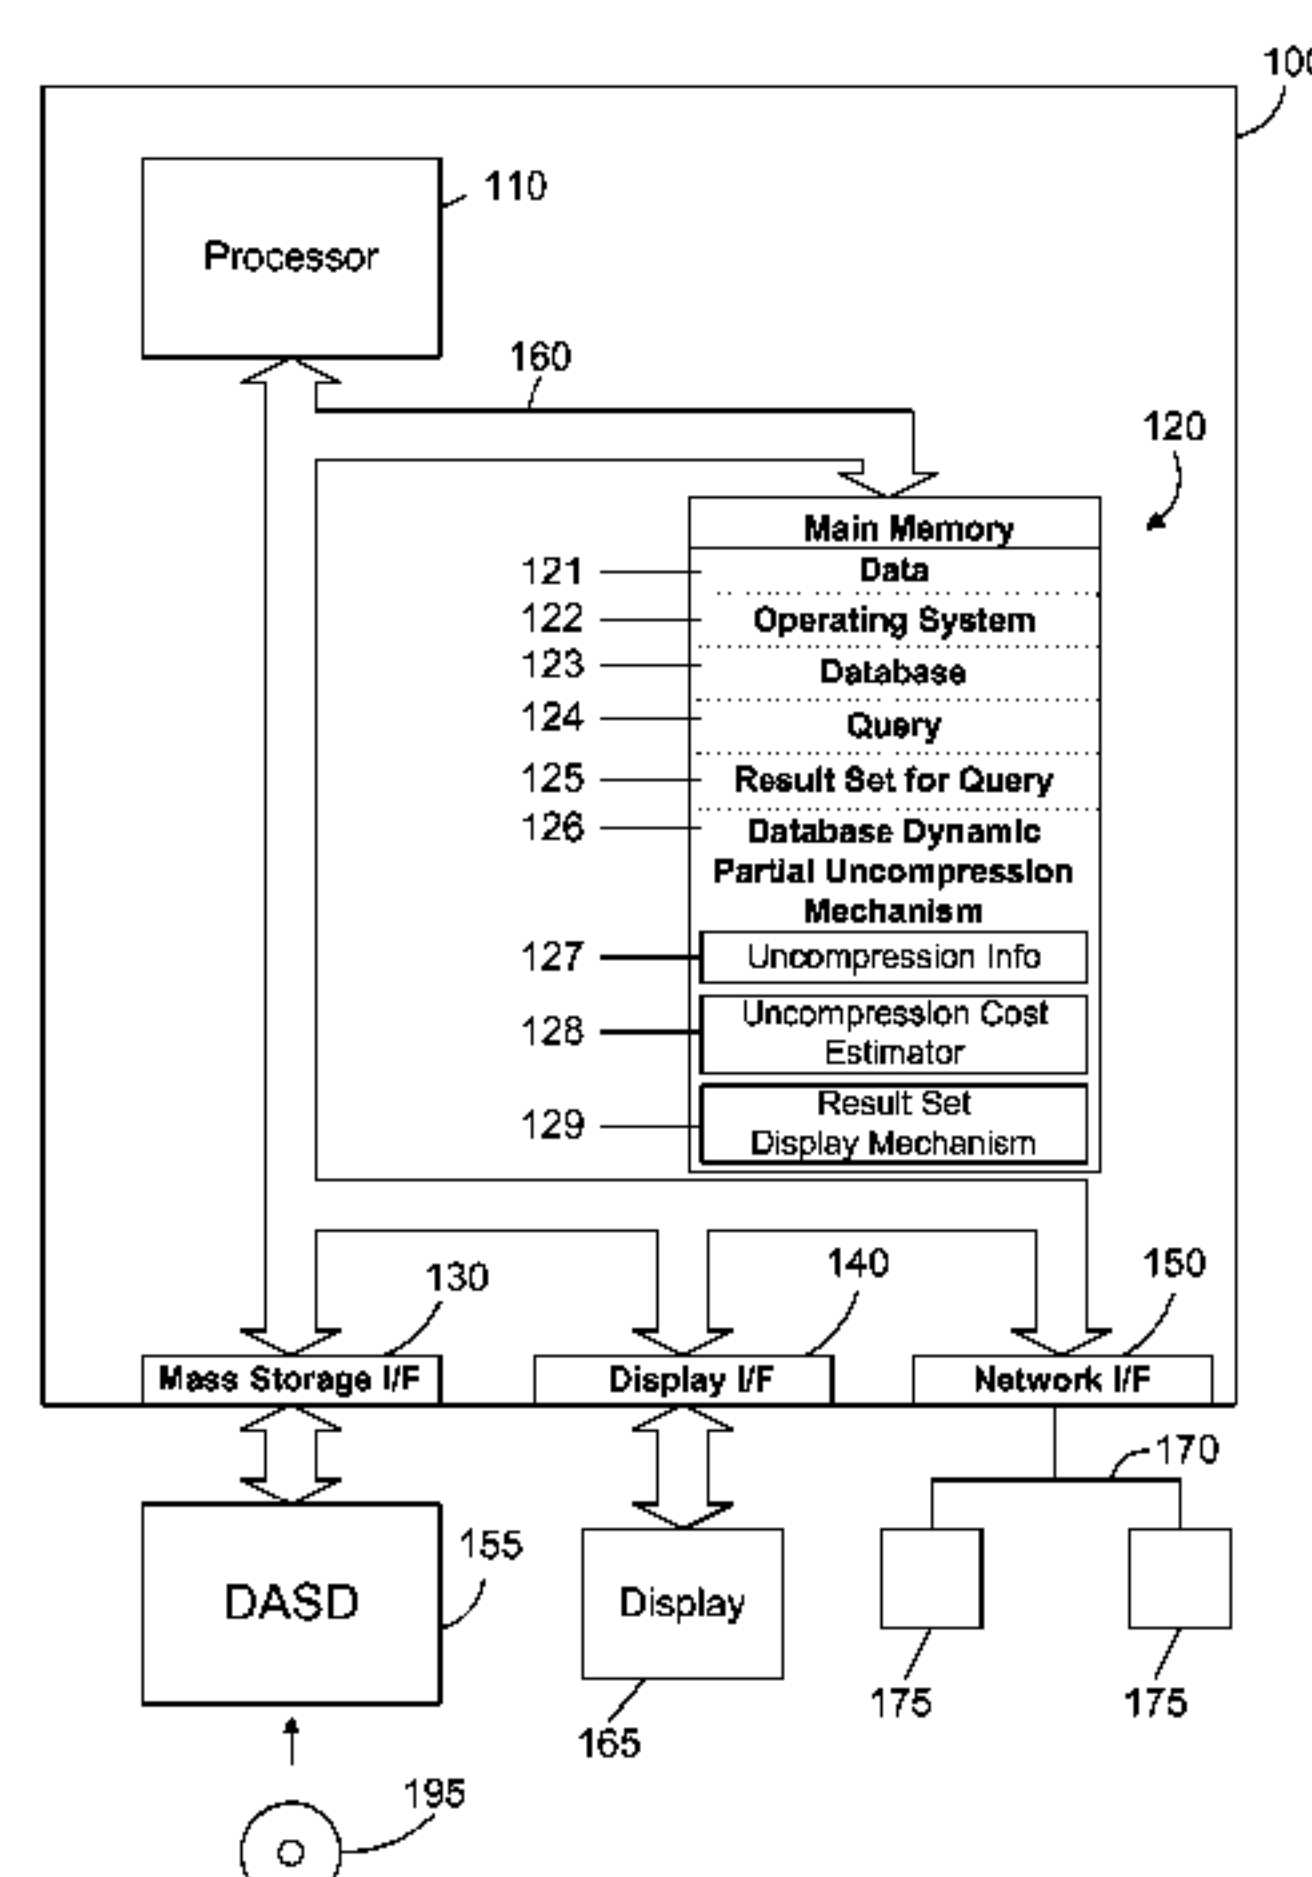 100
110
Processor
160
120
Main Memory
121 Data
122 Operating System
123 Database
124 Query
125 Result Set for Query
126 Database Dynamic
Partial Uncompression
Mechanism
127 Uncompression Info
128 Uncompression Cost
Estimator
129 Result Set
Display Mechanism
130 140 150
Mass Storage I/F Display I/F Network I/F
170
155
DASD Display
175 175
165
195